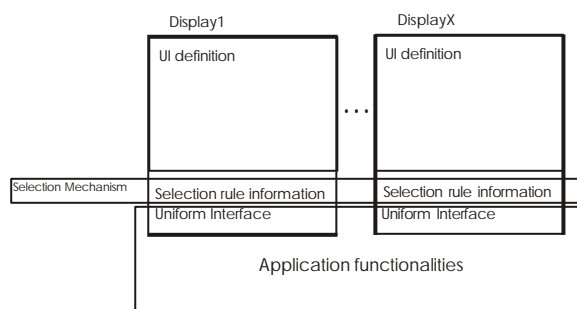 Display1 DisplayX
UI definition UI definition
...
Selection Mechanism Selection rule information Selection rule information
Uniform Interface Uniform Interface
Application functionalities